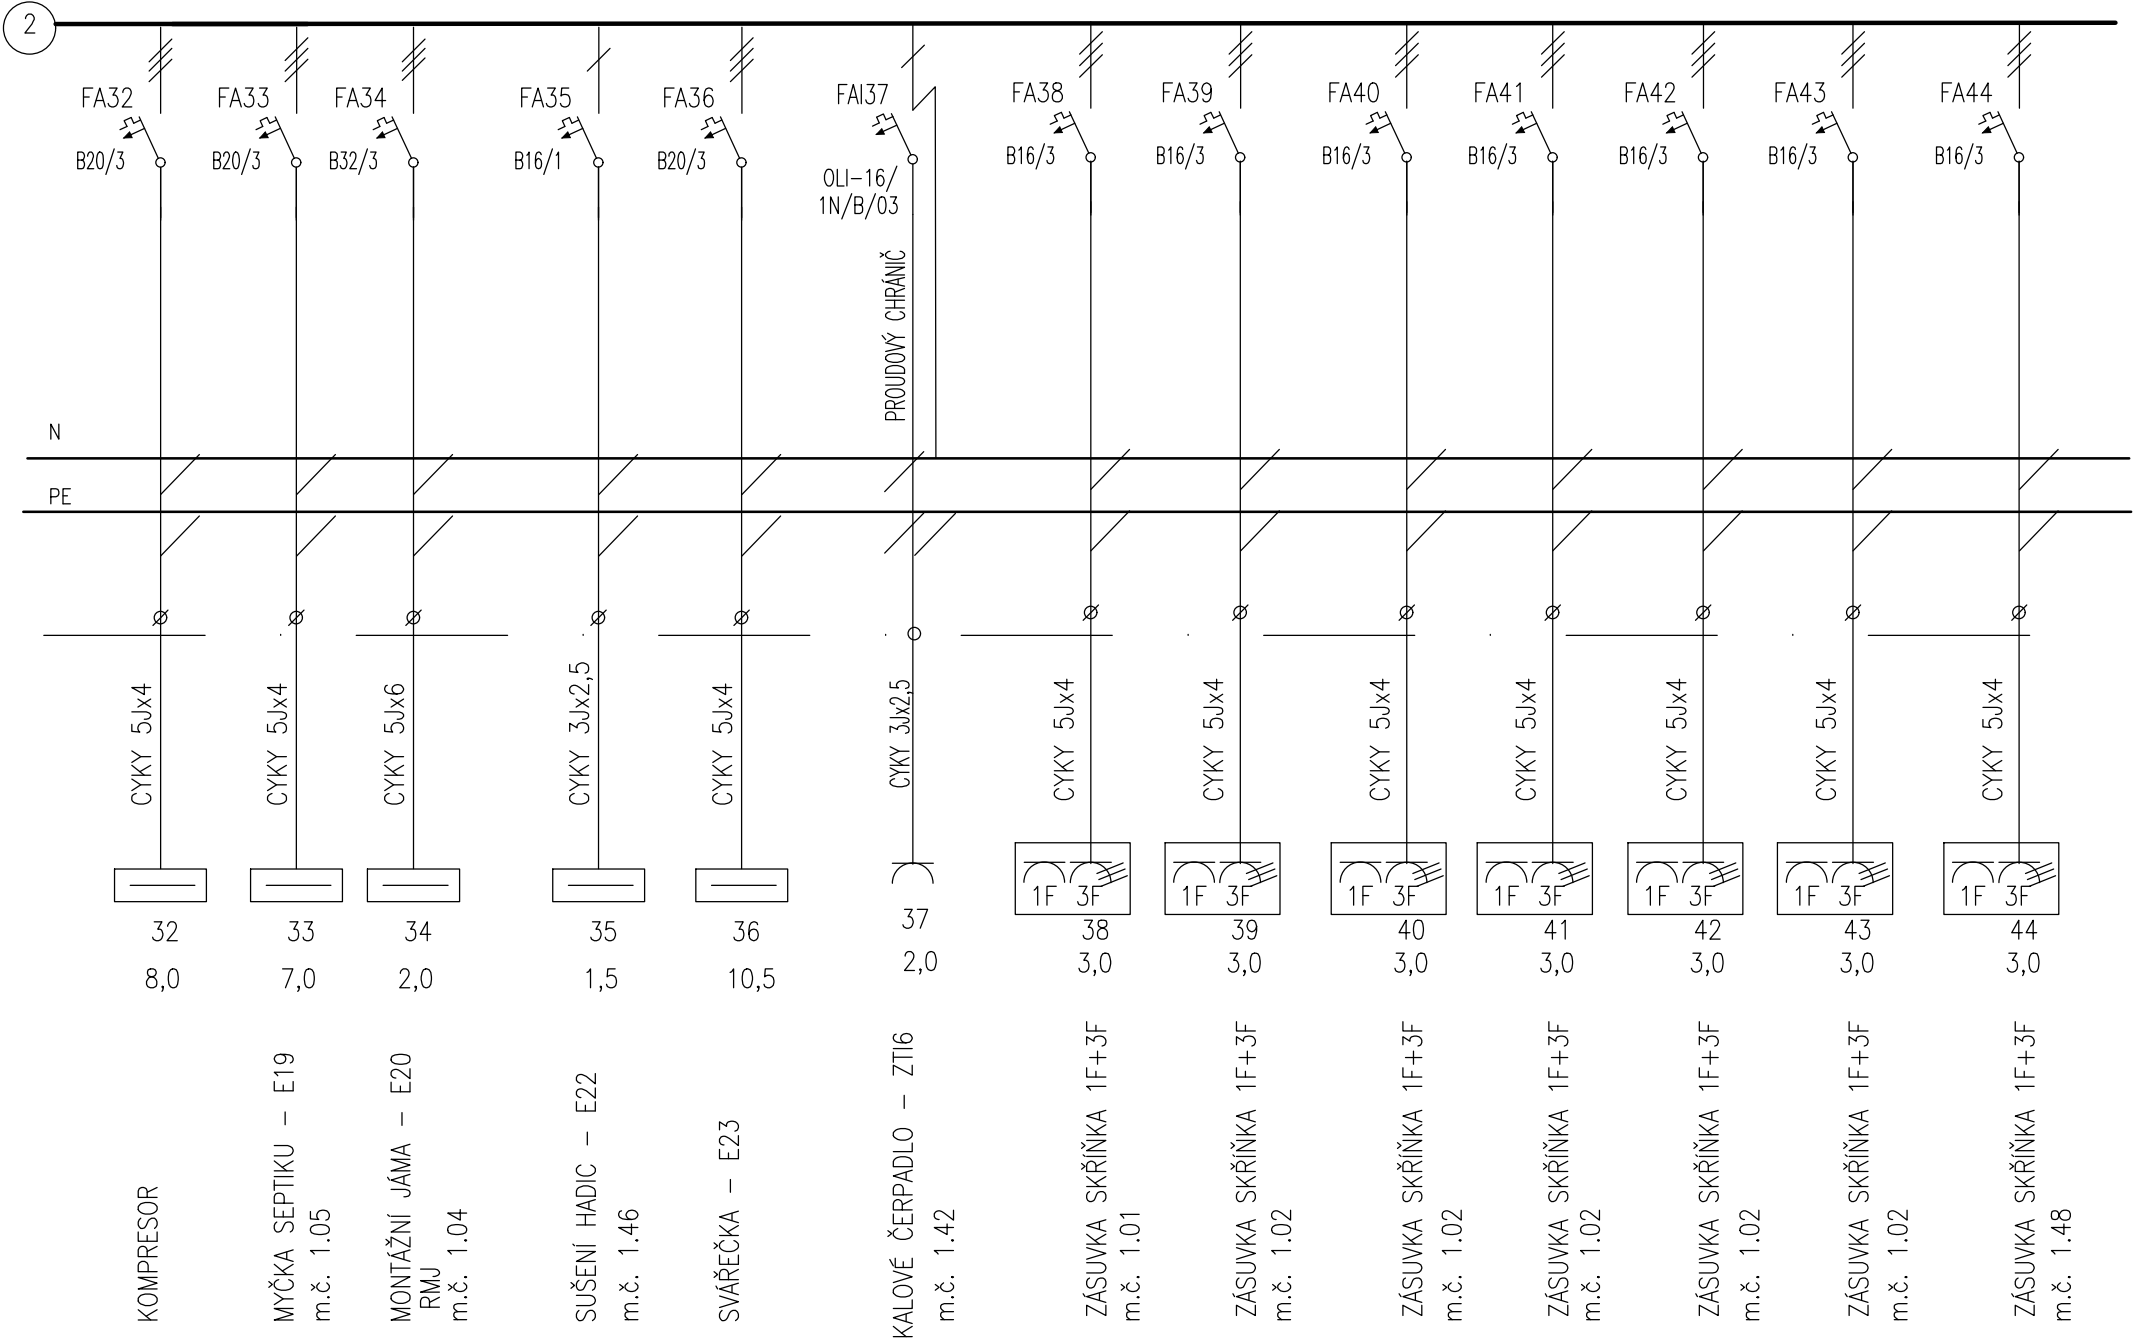 2
FA32
FA33
FA34
FA35
FA36
FAI37
FA38
FA39
FA40
FA41
FA42
FA43
FA44
B20/3
B20/3
B32/3
B16/1
B20/3
OLI-16/
1N/B/03
B16/3
B16/3
B16/3
B16/3
B16/3
B16/3
B16/3
PROUDOVÝ CHRÁNIČ
N
PE
CYKY 5Jx4
CYKY 5Jx4
CYKY 5Jx6
CYKY 3Jx2,5
CYKY 5Jx4
CYKY 3Jx2,5
CYKY 5Jx4
CYKY 5Jx4
CYKY 5Jx4
CYKY 5Jx4
CYKY 5Jx4
CYKY 5Jx4
CYKY 5Jx4
1F 3F
1F 3F
1F 3F
1F 3F
1F 3F
1F 3F
1F 3F
32
33
34
35
36
37
38
39
40
41
42
43
44
8,0
7,0
2,0
1,5
10,5
2,0
3,0
3,0
3,0
3,0
3,0
3,0
3,0
KOMPRESOR
MYČKA SEPTIKU - E19
m.č. 1.05
MONTÁŽNÍ JÁMA - E20
RMJ
m.č. 1.04
SUŠENÍ HADIC - E22
m.č. 1.46
SVÁŘEČKA - E23
KALOVÉ ČERPADLO - ZTI6
m.č. 1.42
ZÁSUVKA SKŘÍŇKA 1F+3F
m.č. 1.01
ZÁSUVKA SKŘÍŇKA 1F+3F
m.č. 1.02
ZÁSUVKA SKŘÍŇKA 1F+3F
m.č. 1.02
ZÁSUVKA SKŘÍŇKA 1F+3F
m.č. 1.02
ZÁSUVKA SKŘÍŇKA 1F+3F
m.č. 1.02
ZÁSUVKA SKŘÍŇKA 1F+3F
m.č. 1.02
ZÁSUVKA SKŘÍŇKA 1F+3F
m.č. 1.48